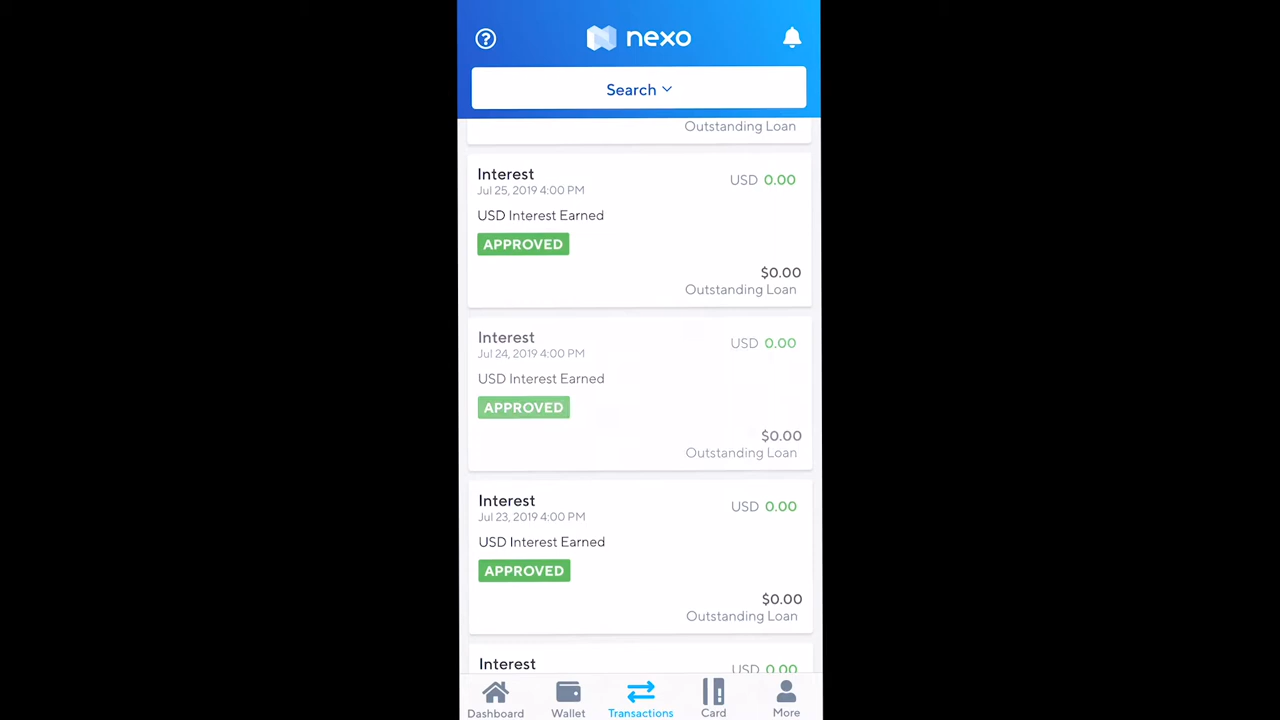 nexo
Search
Outstanding Loan
Interest
USD 0.00
Jul 25, 2019 4:00 PM
USD Interest Earned
APPROVED
$0.00
Outstanding Loan
Interest
USD 0.00
Jul 24, 2019 4:00 PM
USD Interest Earned
APPROVED
$0.00
Outstanding Loan
Interest
USD 0.00
Jul 23, 2019 4:00 PM
USD Interest Earned
APPROVED
$0.00
Outstanding Loan
Interest
USD 0.00
Dashboard
Wallet
Transactions
Card
More